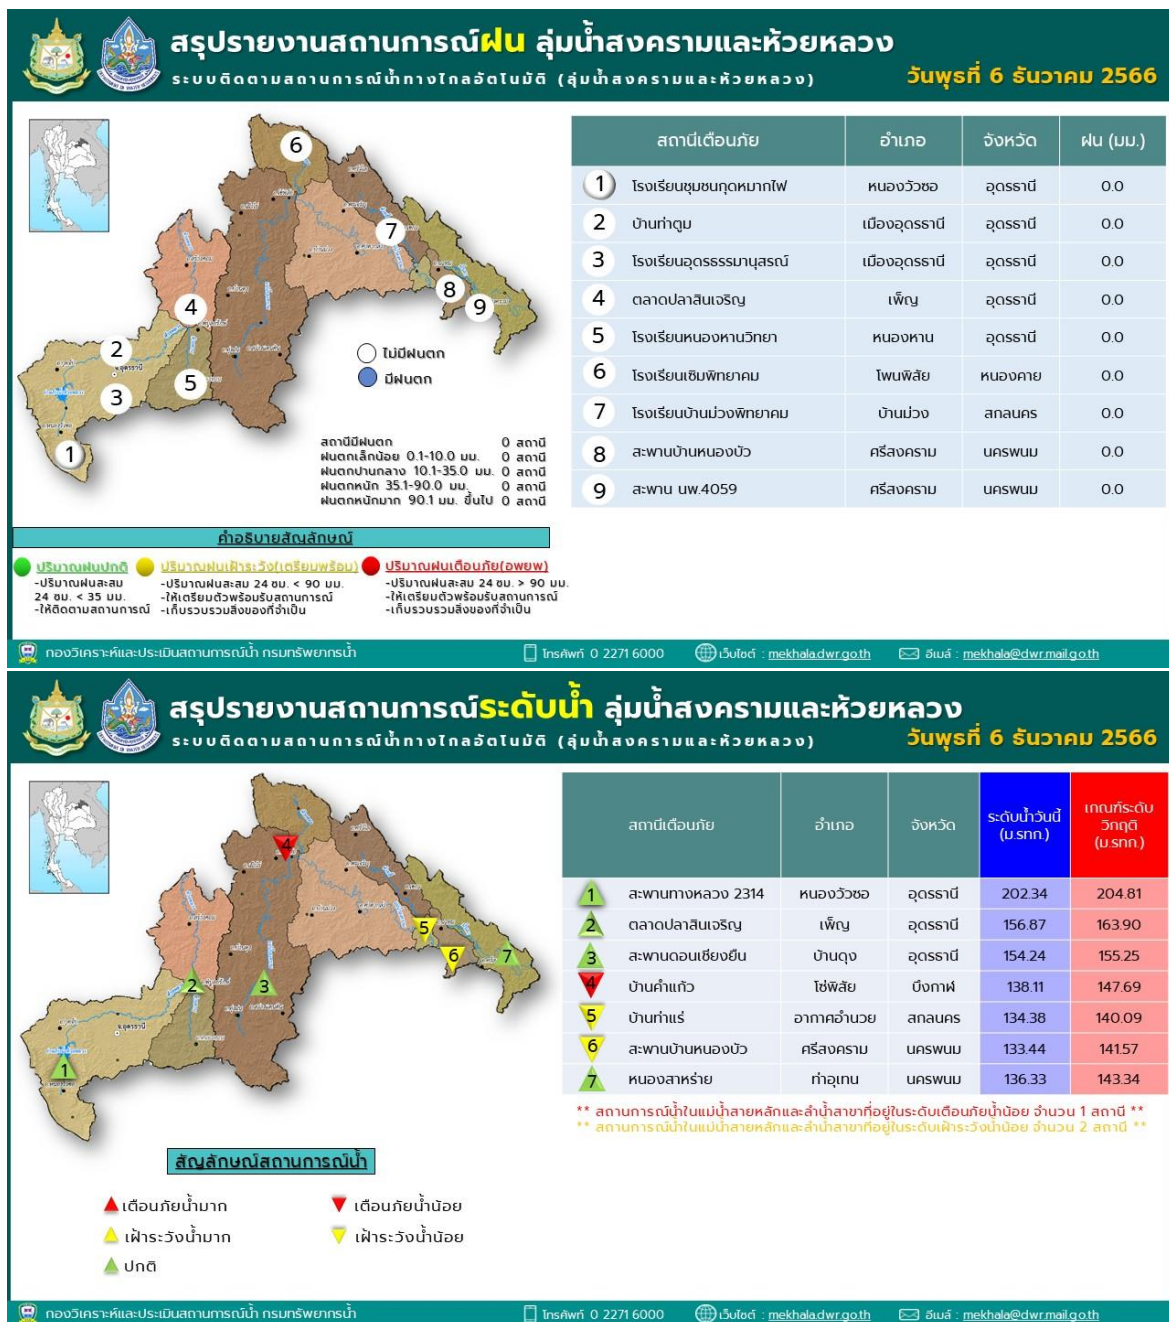 สรุปรายงานสถานการณ์ฝน ลุ่มน้ำสงครามและห้วยหลวง
ระบบติดตามสถานการณ์น้ำทางไกลอัตโนมัติ (ลุ่มน้ำสงครามและห้วยหลวง)
วันพุธที่ 6 ธันวาคม 2566
สถานีเตือนภัย อำเภอ จังหวัด ฝน (มม.)
1 โรงเรียนชุมชนกุดหมากไฟ หนองวัวซอ อุดรธานี 0.0
2 บ้านท่าตูม เมืองอุดรธานี อุดรธานี 0.0
3 โรงเรียนอุดรธรรมานุสรณ์ เมืองอุดรธานี อุดรธานี 0.0
4 ตลาดปลาสินเจริญ เพ็ญ อุดรธานี 0.0
5 โรงเรียนหนองหานวิทยา หนองหาน อุดรธานี 0.0
6 โรงเรียนเซิมพิทยาคม โพนพิสัย หนองคาย 0.0
7 โรงเรียนบ้านม่วงพิทยาคม บ้านม่วง สกลนคร 0.0
8 สะพานบ้านหนองบัว ศรีสงคราม นครพนม 0.0
9 สะพาน นพ.4059 ศรีสงคราม นครพนม 0.0
6
7
8
9
4
2
5
3
1
อ.อุดรธานี
ไม่มีฝนตก
มีฝนตก
สถานีมีฝนตก 0 สถานี
ฝนตกเล็กน้อย 0.1-10.0 มม. 0 สถานี
ฝนตกปานกลาง 10.1-35.0 มม. 0 สถานี
ฝนตกหนัก 35.1-90.0 มม. 0 สถานี
ฝนตกหนักมาก 90.1 มม. ขึ้นไป 0 สถานี
คำอธิบายสัญลักษณ์
ปริมาณฝนปกติ
-ปริมาณฝนสะสม
24 ชม. < 35 มม.
-ให้ติดตามสถานการณ์
ปริมาณฝนเฝ้าระวัง(เตรียมพร้อม)
-ปริมาณฝนสะสม 24 ชม. < 90 มม.
-ให้เตรียมตัวพร้อมรับสถานการณ์
-เก็บรวบรวมสิ่งของที่จำเป็น
ปริมาณฝนเตือนภัย(อพยพ)
-ปริมาณฝนสะสม 24 ชม. > 90 มม.
-ให้เตรียมตัวพร้อมรับสถานการณ์
-เก็บรวบรวมสิ่งของที่จำเป็น
กองวิเคราะห์และประเมินสถานการณ์น้ำ กรมทรัพยากรน้ำ โทรศัพท์ 0 2271 6000 เว็บไซต์ : mekhala.dwr.go.th อีเมล์ : mekhala@dwr.mail.go.th
สรุปรายงานสถานการณ์ระดับน้ำ ลุ่มน้ำสงครามและห้วยหลวง
ระบบติดตามสถานการณ์น้ำทางไกลอัตโนมัติ (ลุ่มน้ำสงครามและห้วยหลวง)
วันพุธที่ 6 ธันวาคม 2566
สถานีเตือนภัย อำเภอ จังหวัด ระดับน้ำวันนี้ (ม.รทก.) เกณฑ์ระดับวิกฤติ (ม.รทก.)
1 สะพานทางหลวง 2314 หนองวัวซอ อุดรธานี 202.34 204.81
2 ตลาดปลาสินเจริญ เพ็ญ อุดรธานี 156.87 163.90
3 สะพานดอนเชียงยืน บ้านดุง อุดรธานี 154.24 155.25
4 บ้านคำแก้ว โซ่พิสัย บึงกาฬ 138.11 147.69
5 บ้านท่าแร่ อากาศอำนวย สกลนคร 134.38 140.09
6 สะพานบ้านหนองบัว ศรีสงคราม นครพนม 133.44 141.57
7 หนองสาหร่าย ท่าอุเทน นครพนม 136.33 143.34
** สถานการณ์น้ำในแม่น้ำสายหลักและลำน้ำสาขาที่อยู่ในระดับเตือนภัยน้ำน้อย จำนวน 1 สถานี **
** สถานการณ์น้ำในแม่น้ำสายหลักและลำน้ำสาขาที่อยู่ในระดับเฝ้าระวังน้ำน้อย จำนวน 2 สถานี **
4
5
6
7
2
3
1
สัญลักษณ์สถานการณ์น้ำ
เตือนภัยน้ำมาก เตือนภัยน้ำน้อย
เฝ้าระวังน้ำมาก เฝ้าระวังน้ำน้อย
ปกติ
กองวิเคราะห์และประเมินสถานการณ์น้ำ กรมทรัพยากรน้ำ โทรศัพท์ 0 2271 6000 เว็บไซต์ : mekhala.dwr.go.th อีเมล์ : mekhala@dwr.mail.go.th